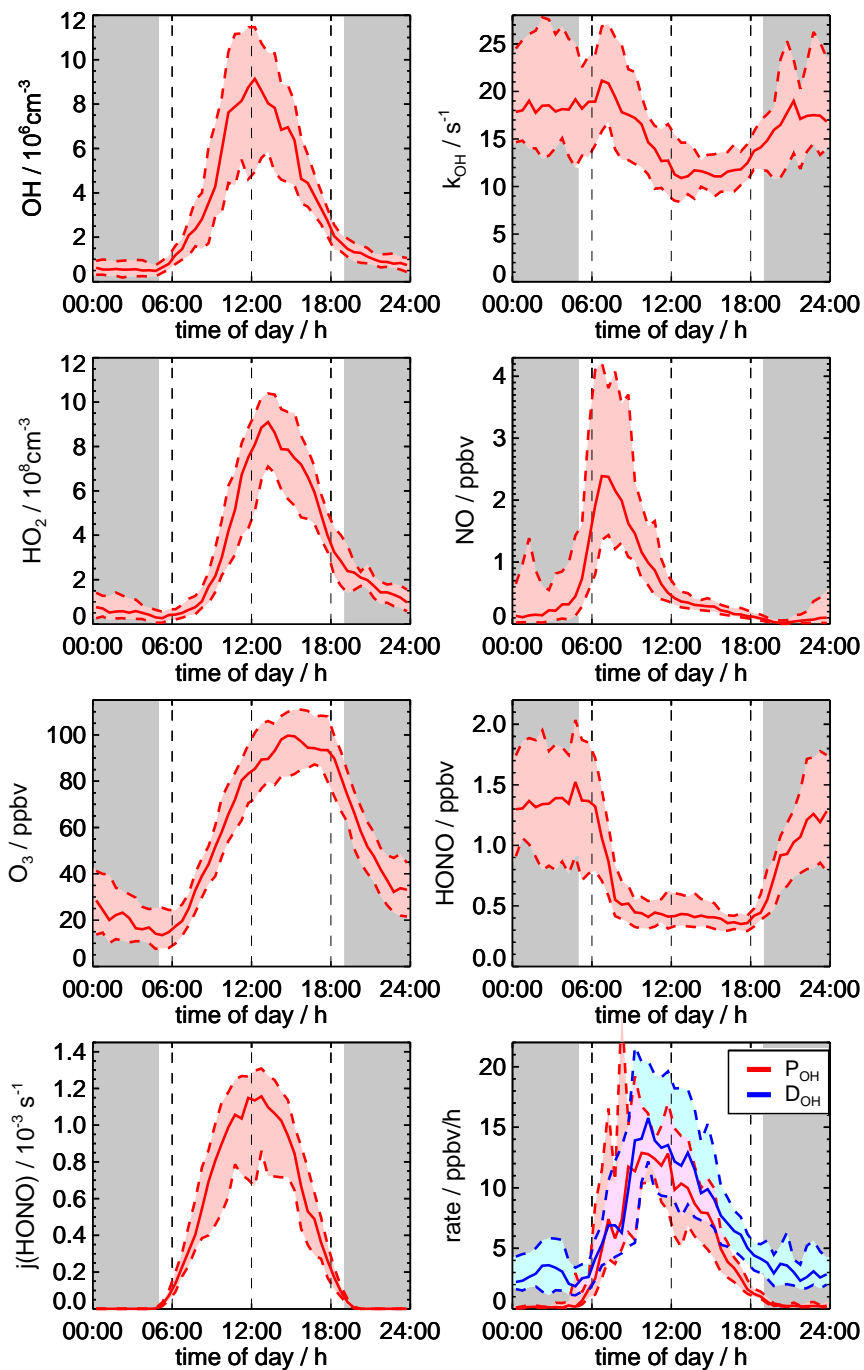 12
10
8
6
4
2
0
OH / 10⁶cm⁻³
00:00 06:00 12:00 18:00 24:00
time of day / h
25
20
15
10
5
0
k_OH / s⁻¹
00:00 06:00 12:00 18:00 24:00
time of day / h
12
10
8
6
4
2
0
HO₂ / 10⁸cm⁻³
00:00 06:00 12:00 18:00 24:00
time of day / h
4
3
2
1
0
NO / ppbv
00:00 06:00 12:00 18:00 24:00
time of day / h
100
80
60
40
20
0
O₃ / ppbv
00:00 06:00 12:00 18:00 24:00
time of day / h
2.0
1.5
1.0
0.5
0.0
HONO / ppbv
00:00 06:00 12:00 18:00 24:00
time of day / h
1.4
1.2
1.0
0.8
0.6
0.4
0.2
0.0
j(HONO) / 10⁻³ s⁻¹
00:00 06:00 12:00 18:00 24:00
time of day / h
20
15
10
5
0
rate / ppbv/h
P_OH
D_OH
00:00 06:00 12:00 18:00 24:00
time of day / h